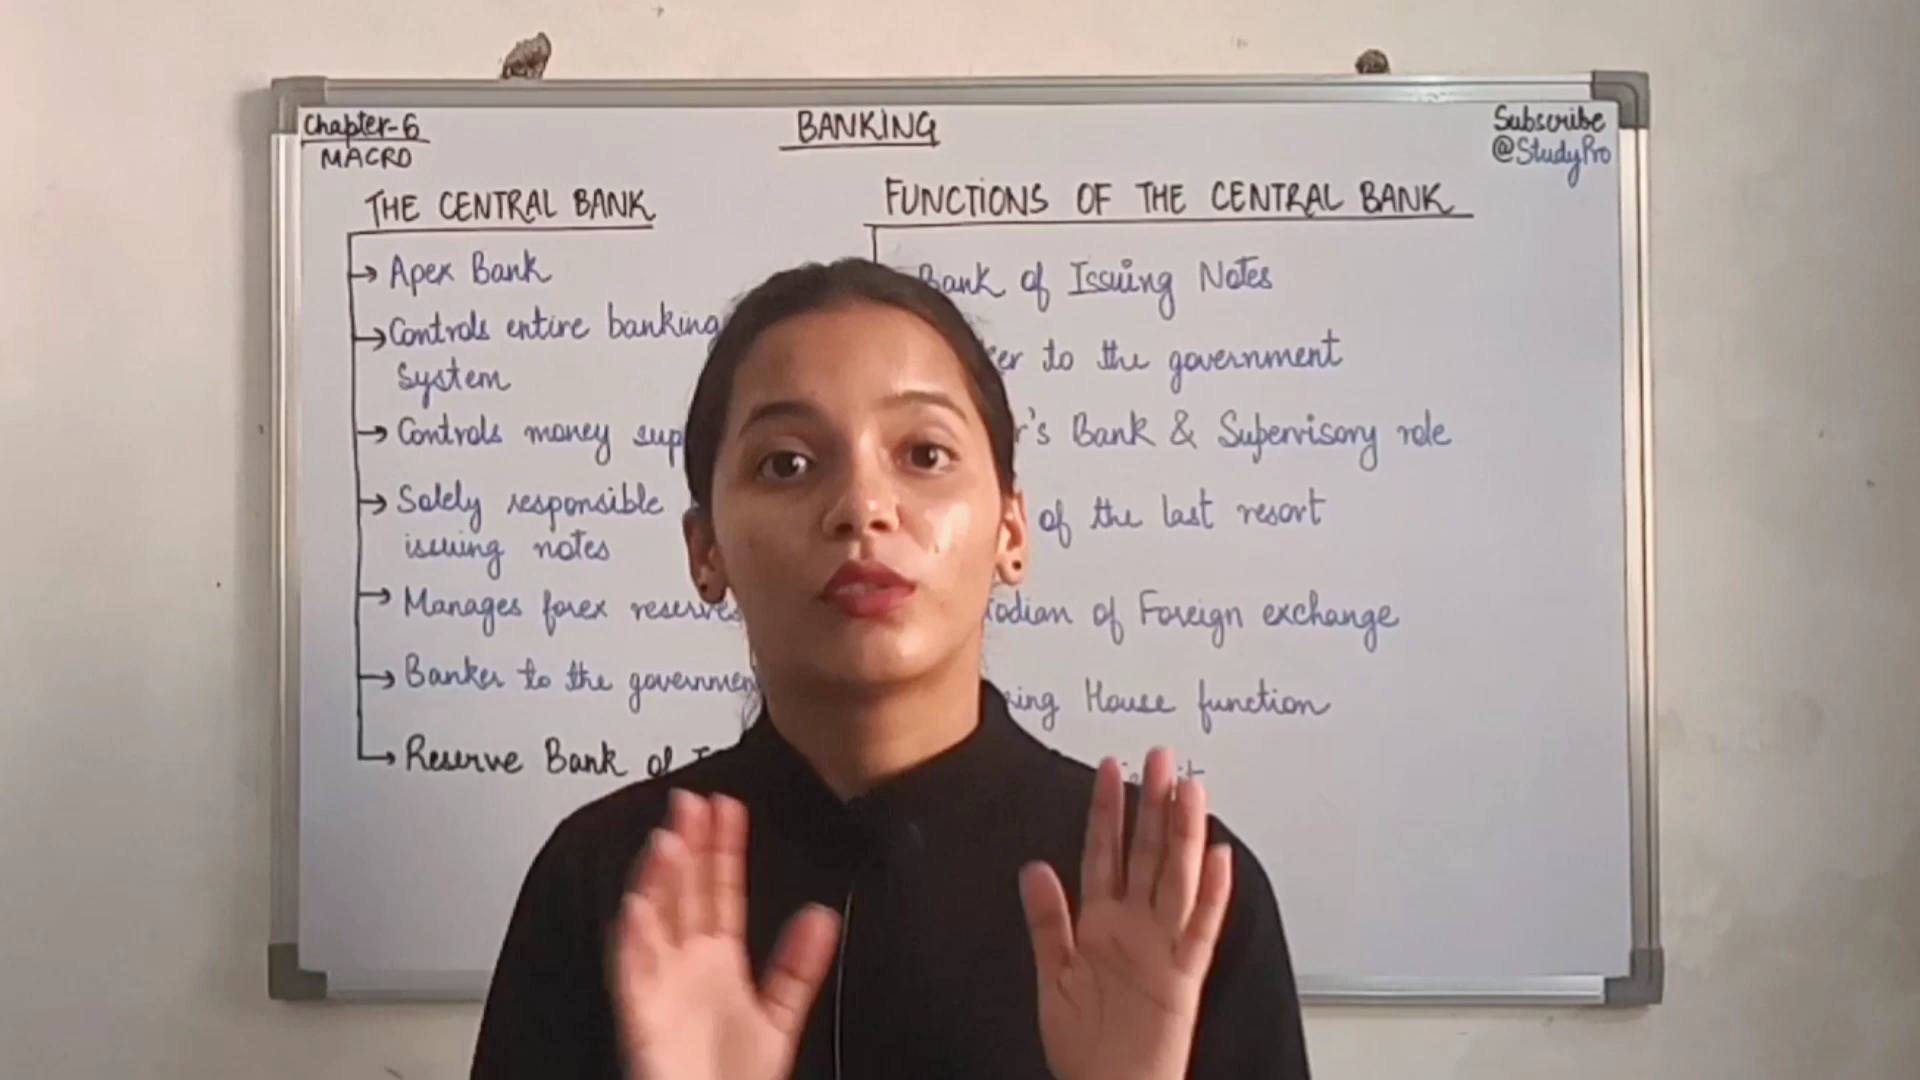 Chapter-6
MACRO
BANKING
Subscribe
@StudyPro
THE CENTRAL BANK
Apex Bank
Controls entire banking
System
Controls money
Solely responsible
issuing notes
Manages forex reserves
Banker to the
Reserve Bank of
FUNCTIONS OF THE CENTRAL BANK
Bank of Issuing Notes
to the government
Bank & Supervisory role
of the last resort
of Foreign exchange
House function